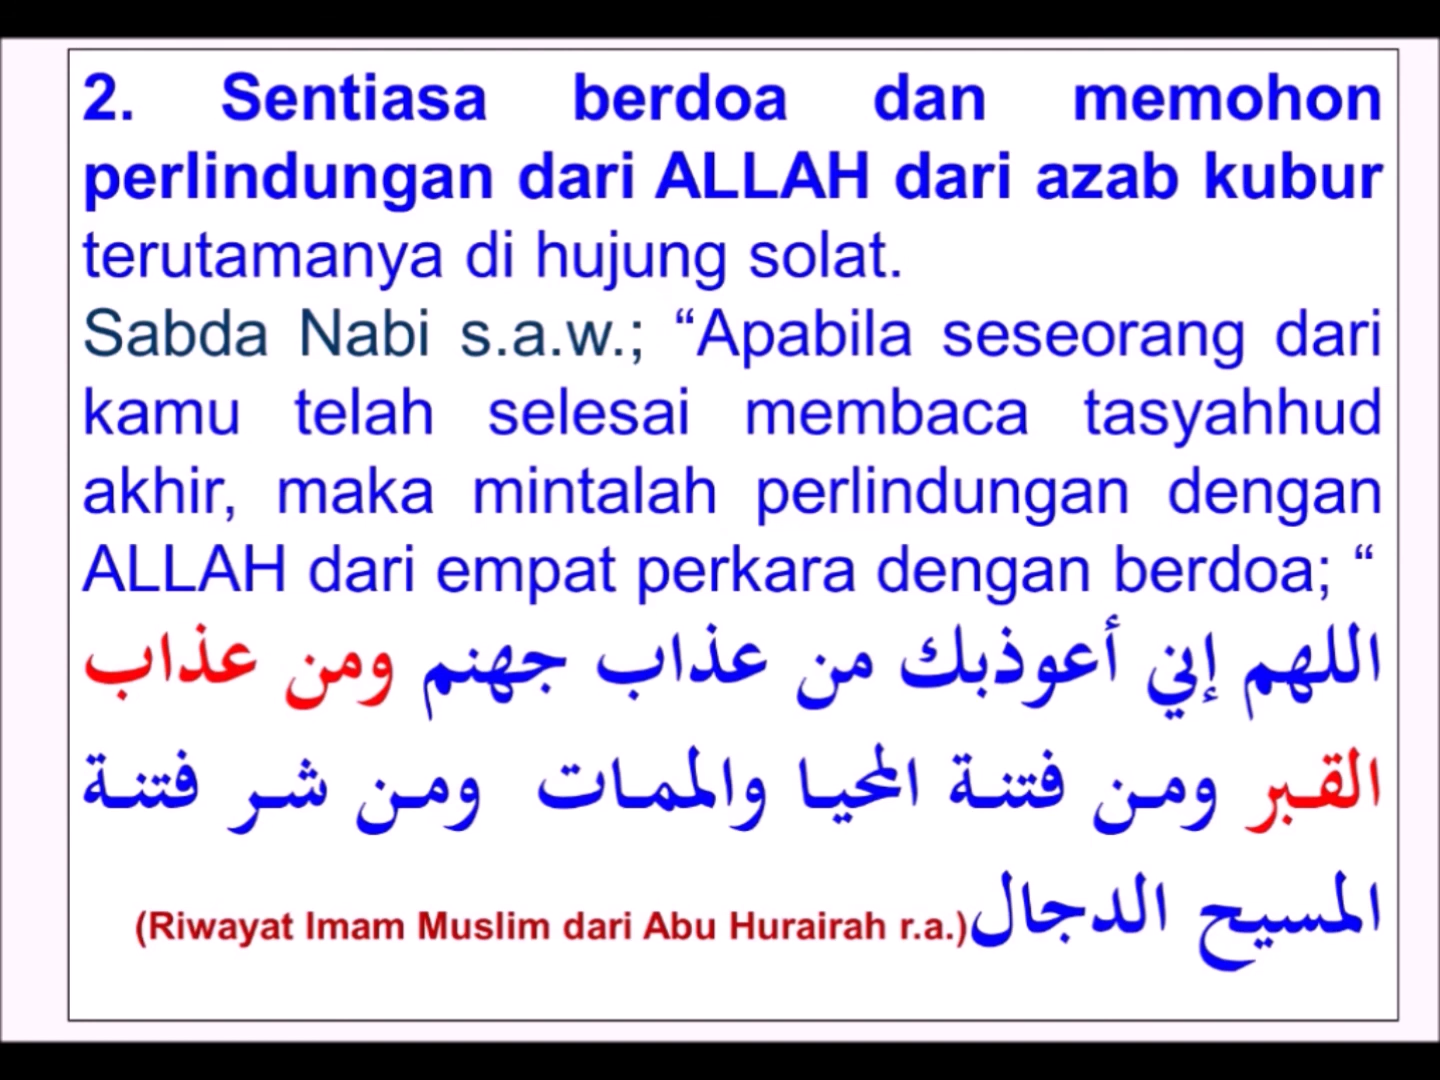 2. Sentiasa berdoa dan memohon
perlindungan dari ALLAH dari azab kubur
terutamanya di hujung solat.
Sabda Nabi s.a.w.; “Apabila seseorang dari
kamu telah selesai membaca tasyahhud
akhir, maka mintalah perlindungan dengan
ALLAH dari empat perkara dengan berdoa; “
اللهم إني أعوذبك من عذاب جهنم ومن عذاب
القبر ومن فتنة المحيا والممات ومن شر فتنة
المسيح الدجال(Riwayat Imam Muslim dari Abu Hurairah r.a.)